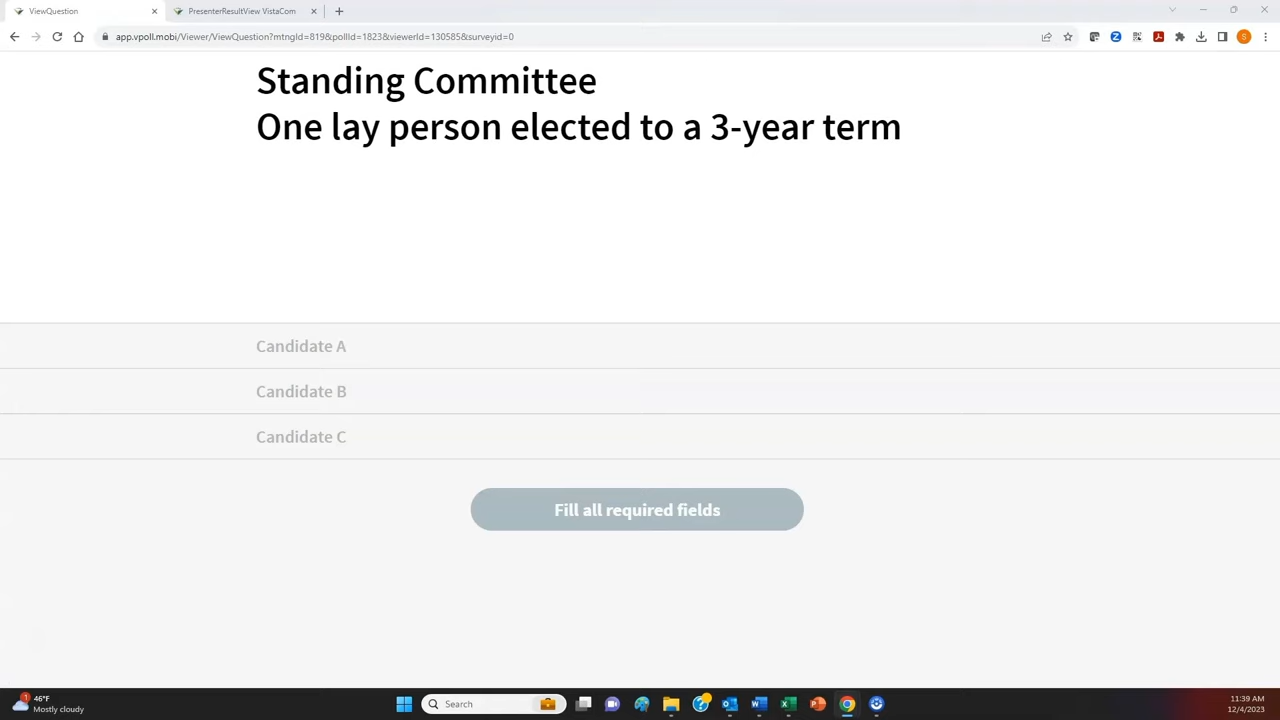 ViewQuestion
PresenterResultView VistaCom
app.vpoll.mobi/Viewer/ViewQuestion?mtngId=819&pollId=1823&viewerId=130585&surveyid=0
S
Standing Committee
One lay person elected to a 3-year term
Candidate A
Candidate B
Candidate C
Fill all required fields
1
46°F
Mostly cloudy
Search
11:39 AM
12/4/2023